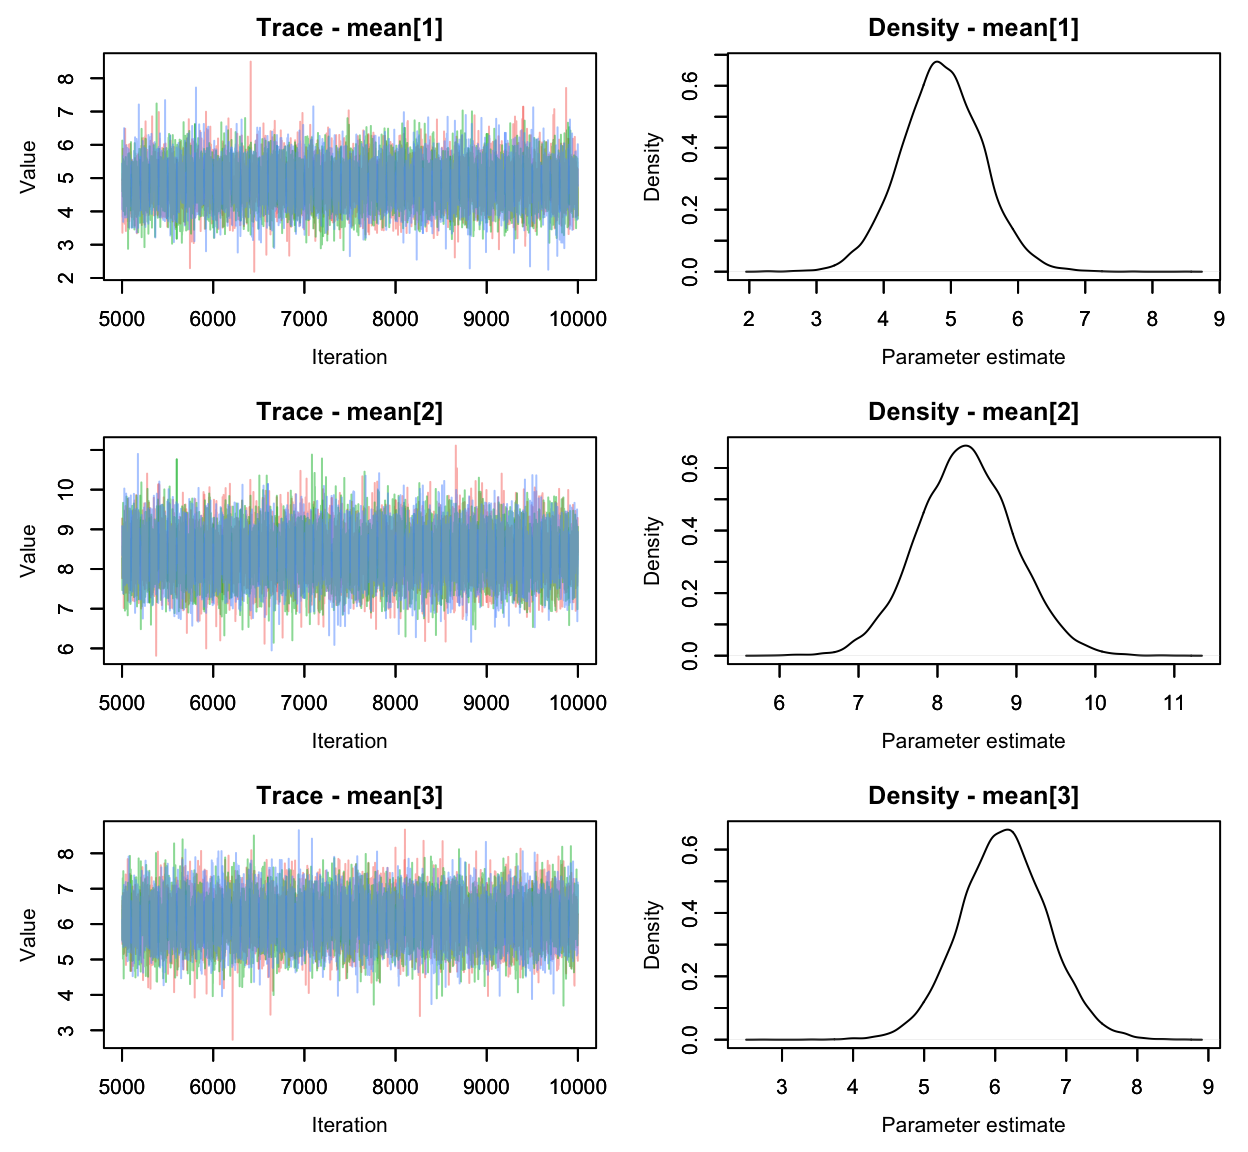 Trace - mean[1]
Value
2 3 4 5 6 7 8
5000 6000 7000 8000 9000 10000
Iteration
Density - mean[1]
Density
0.0 0.2 0.4 0.6
2 3 4 5 6 7 8 9
Parameter estimate
Trace - mean[2]
Value
6 7 8 9 10
5000 6000 7000 8000 9000 10000
Iteration
Density - mean[2]
Density
0.0 0.2 0.4 0.6
6 7 8 9 10 11
Parameter estimate
Trace - mean[3]
Value
3 4 5 6 7 8
5000 6000 7000 8000 9000 10000
Iteration
Density - mean[3]
Density
0.0 0.2 0.4 0.6
3 4 5 6 7 8 9
Parameter estimate